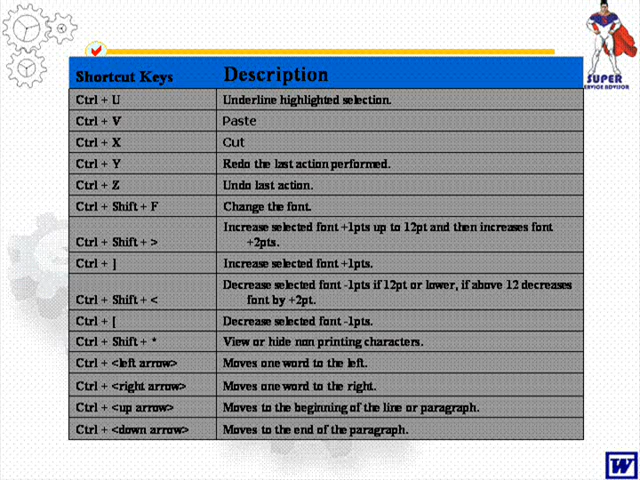 SUPER
SERVICE ADVISOR
Shortcut Keys Description
Ctrl + U Underline highlighted selection.
Ctrl + V Paste
Ctrl + X Cut
Ctrl + Y Redo the last action performed.
Ctrl + Z Undo last action.
Ctrl + Shift + F Change the font.
Increase selected font +1pts up to 12pt and then increases font
Ctrl + Shift + > +2pts.
Ctrl + ] Increase selected font +1pts.
Decrease selected font -1pts if 12pt or lower, if above 12 decreases
Ctrl + Shift + < font by +2pt.
Ctrl + [ Decrease selected font -1pts.
Ctrl + Shift + * View or hide non printing characters.
Ctrl + <left arrow> Moves one word to the left.
Ctrl + <right arrow> Moves one word to the right.
Ctrl + <up arrow> Moves to the beginning of the line or paragraph.
Ctrl + <down arrow> Moves to the end of the paragraph.
W